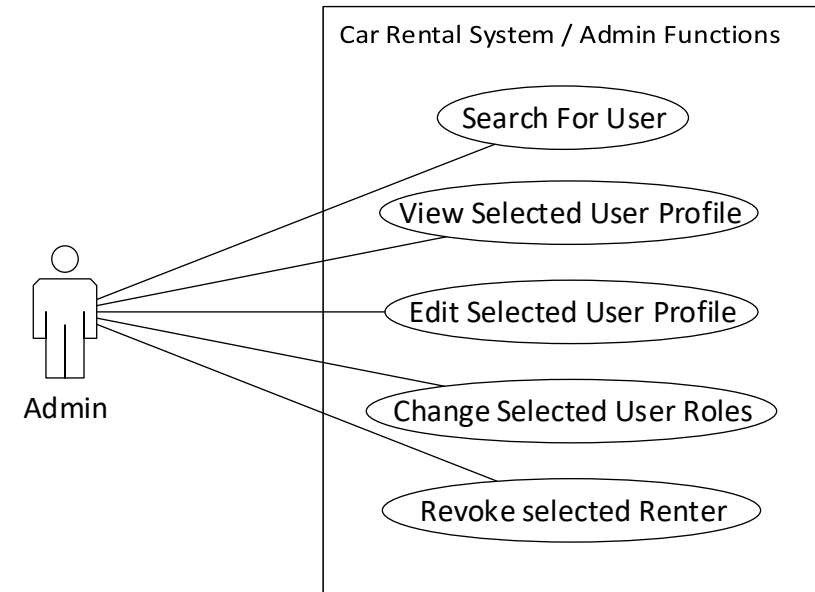 Car Rental System / Admin Functions
Search For User
View Selected User Profile
Edit Selected User Profile
Admin
Change Selected User Roles
Revoke selected Renter